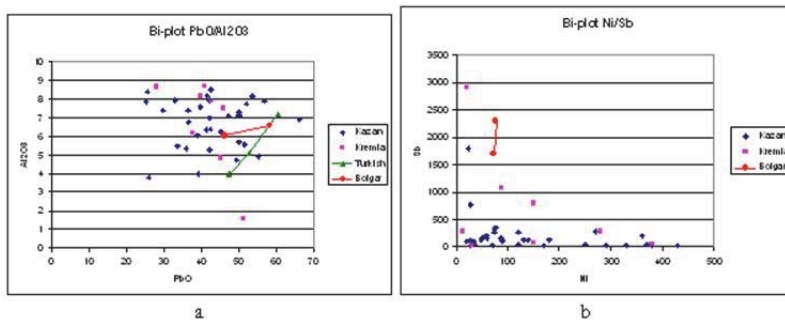 Bi-plot PbO/Al2O3
10
9
8
7
6
5
4
3
2
1
0
Al2O3
0 10 20 30 40 50 60 70
PbO
Kazan
Kremlia
Turkish
Bolgar
a
Bi-plot Ni/Sb
3500
3000
2500
2000
1500
1000
500
0
Sb
0 100 200 300 400 500
Ni
Kazan
Kremlia
Bolgar
b